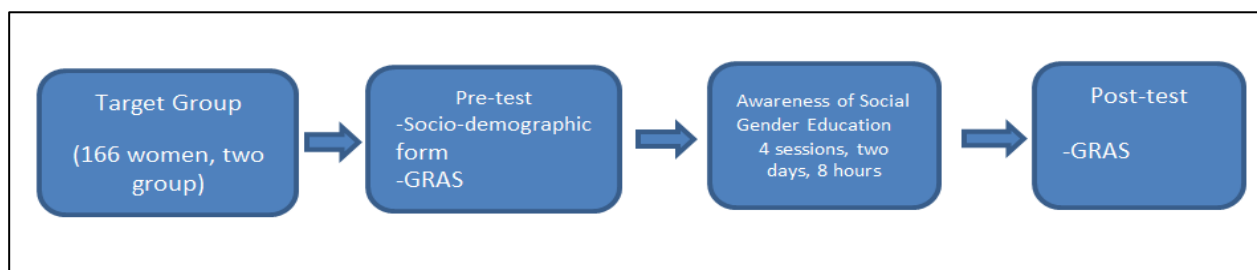 Target Group
(166 women, two
group)
Pre-test
-Socio-demographic
form
-GRAS
Awareness of Social
Gender Education
4 sessions, two
days, 8 hours
Post-test
-GRAS